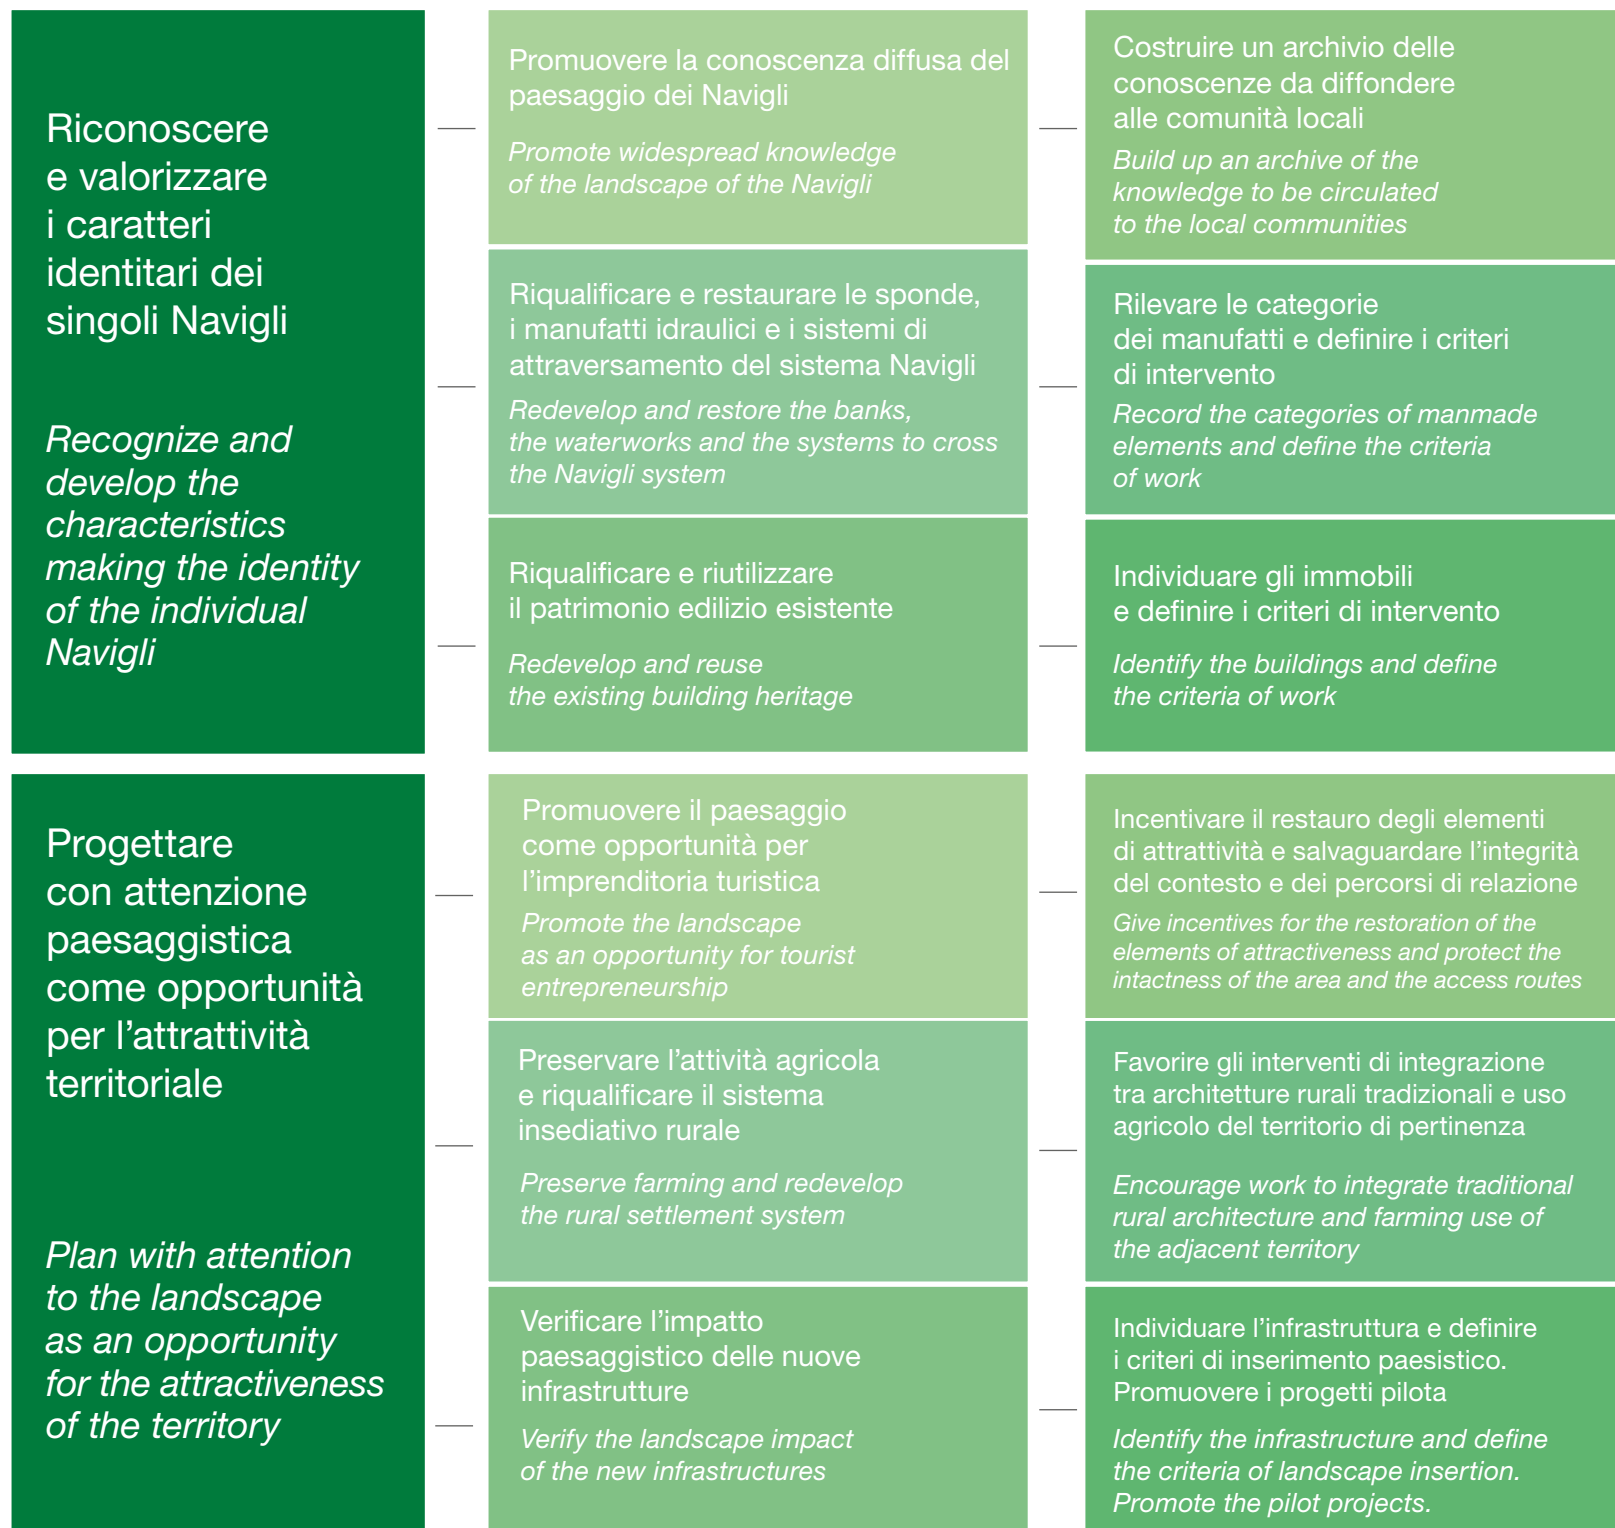 Riconoscere
e valorizzare
i caratteri
identitari dei
singoli Navigli
Recognize and
develop the
characteristics
making the identity
of the individual
Navigli
Promuovere la conoscenza diffusa del
paesaggio dei Navigli
Promote widespread knowledge
of the landscape of the Navigli
Costruire un archivio delle
conoscenze da diffondere
alle comunità locali
Build up an archive of the
knowledge to be circulated
to the local communities
Riqualificare e restaurare le sponde,
i manufatti idraulici e i sistemi di
attraversamento del sistema Navigli
Redevelop and restore the banks,
the waterworks and the systems to cross
the Navigli system
Rilevare le categorie
dei manufatti e definire i criteri
di intervento
Record the categories of manmade
elements and define the criteria
of work
Riqualificare e riutilizzare
il patrimonio edilizio esistente
Redevelop and reuse
the existing building heritage
Individuare gli immobili
e definire i criteri di intervento
Identify the buildings and define
the criteria of work
Progettare
con attenzione
paesaggistica
come opportunità
per l’attrattività
territoriale
Plan with attention
to the landscape
as an opportunity
for the attractiveness
of the territory
Promuovere il paesaggio
come opportunità per
l’imprenditoria turistica
Promote the landscape
as an opportunity for tourist
entrepreneurship
Incentivare il restauro degli elementi
di attrattività e salvaguardare l’integrità
del contesto e dei percorsi di relazione
Give incentives for the restoration of the
elements of attractiveness and protect the
intactness of the area and the access routes
Preservare l’attività agricola
e riqualificare il sistema
insediativo rurale
Preserve farming and redevelop
the rural settlement system
Favorire gli interventi di integrazione
tra architetture rurali tradizionali e uso
agricolo del territorio di pertinenza
Encourage work to integrate traditional
rural architecture and farming use of
the adjacent territory
Verificare l’impatto
paesaggistico delle nuove
infrastrutture
Verify the landscape impact
of the new infrastructures
Individuare l’infrastruttura e definire
i criteri di inserimento paesistico.
Promuovere i progetti pilota
Identify the infrastructure and define
the criteria of landscape insertion.
Promote the pilot projects.